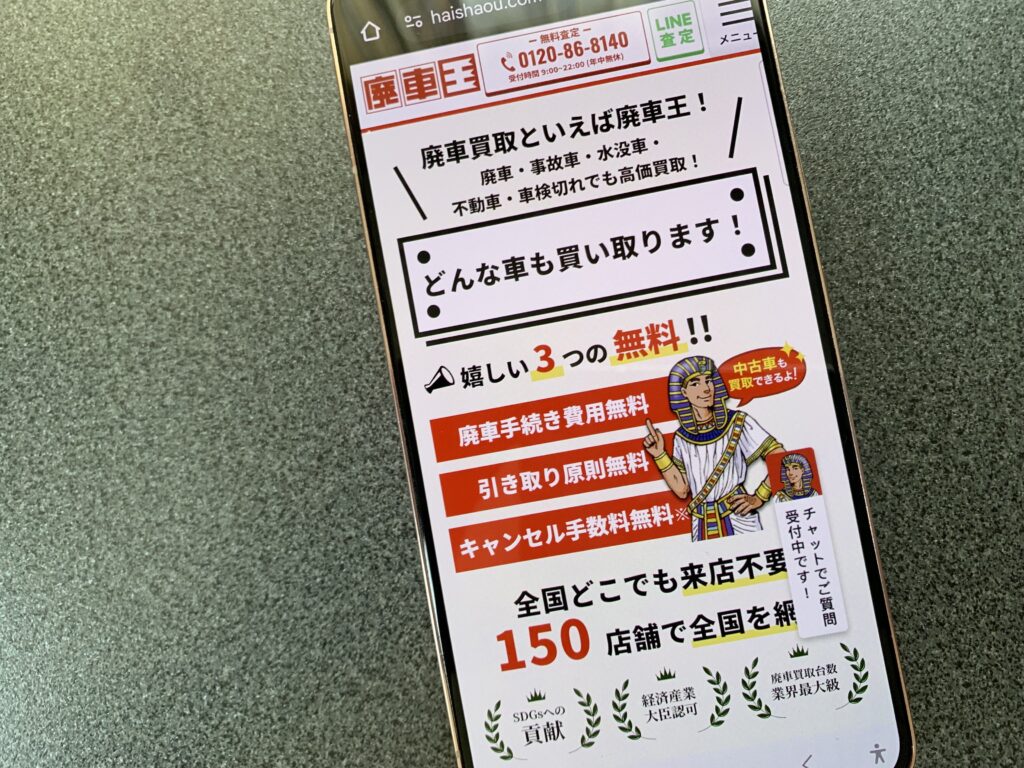 haishaou.com
廃車王
ー 無料査定 ー
0120-86-8140
受付時間 9:00~22:00 (年中無休)
LINE
査定
メニュー
廃車買取といえば廃車王！
廃車・事故車・水没車・
不動車・車検切れでも高価買取！
どんな車も買い取ります！
嬉しい3つの無料!!
中古車も
買取できるよ!
廃車手続き費用無料
引き取り原則無料
キャンセル手数料無料※
チャットでご質問
受付中です！
全国どこでも来店不要
150店舗で全国を網
SDGsへの
貢献
経済産業
大臣認可
廃車買取台数
業界最大級